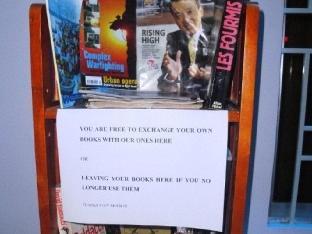 RISING
HIGH
LES FOURMIS
Complex
Warfighting
Urban opera
YOU ARE FREE TO EXCHANGE YOUR OWN
BOOKS WITH OUR ONES HERE
OR
LEAVING YOUR BOOKS HERE IF YOU NO
LONGER USE THEM